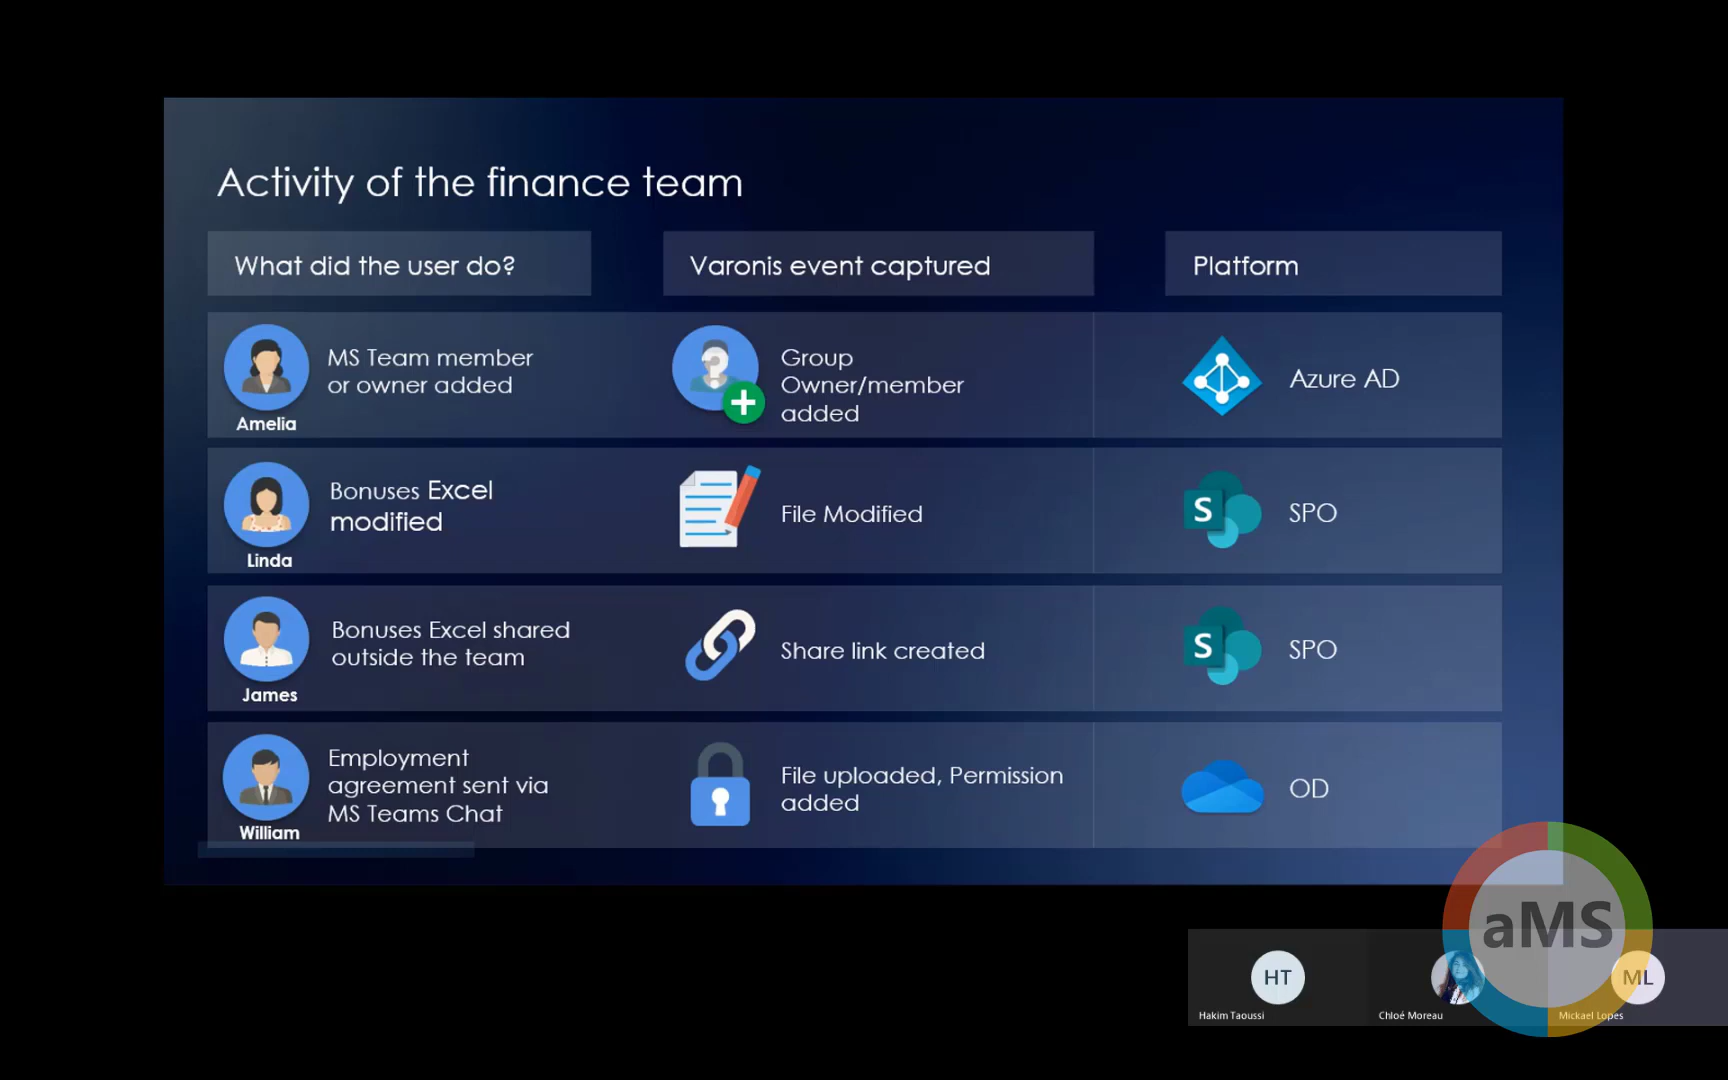 Activity of the finance team
What did the user do?
Varonis event captured
Platform
Amelia
MS Team member
or owner added
Group
Owner/member
added
Azure AD
Linda
Bonuses Excel
modified
File Modified
S
SPO
James
Bonuses Excel shared
outside the team
Share link created
S
SPO
William
Employment
agreement sent via
MS Teams Chat
File uploaded, Permission
added
OD
aMS
HT
Hakim Taoussi
Chloé Moreau
ML
Mickael Lopes